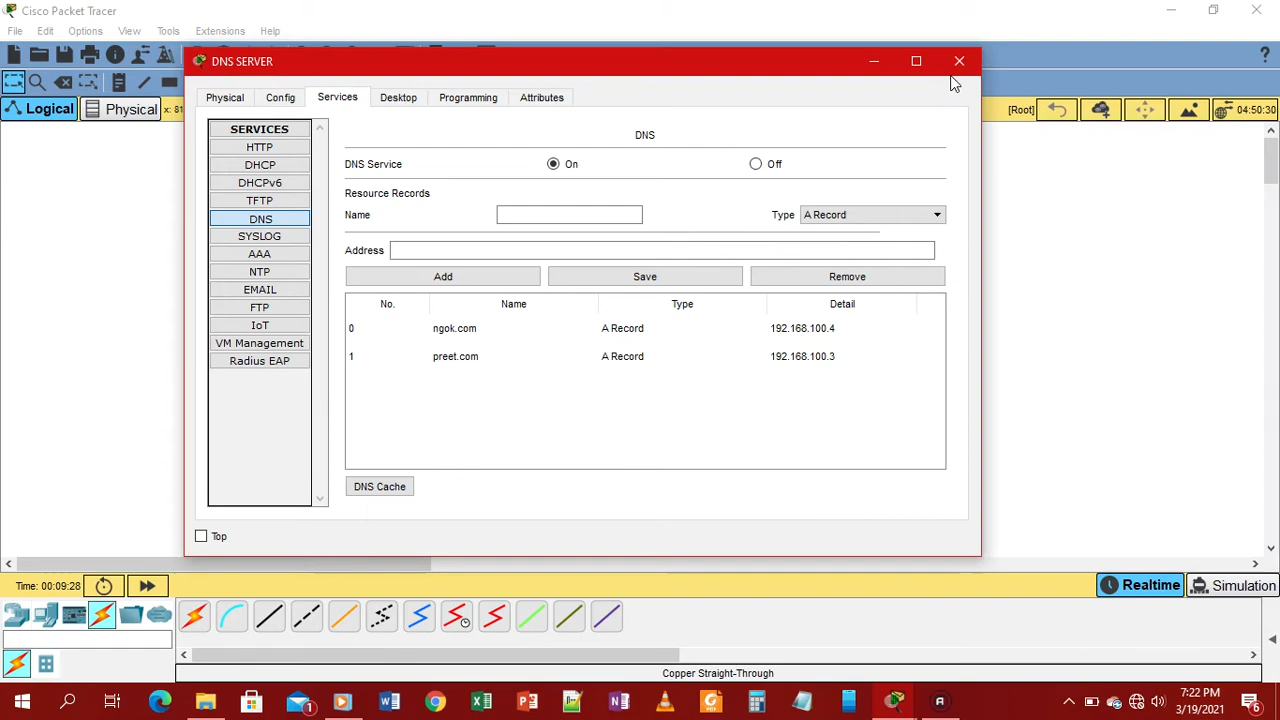 Cisco Packet Tracer
File Edit Options View Tools Extensions Help
DNS SERVER
Logical Physical x: 81 [Root] 04:50:30
Physical Config Services Desktop Programming Attributes
SERVICES
HTTP
DHCP
DHCPv6
TFTP
DNS
SYSLOG
AAA
NTP
EMAIL
FTP
IoT
VM Management
Radius EAP
DNS
DNS Service On Off
Resource Records
Name Type A Record
Address
Add Save Remove
No. Name Type Detail
0 ngok.com A Record 192.168.100.4
1 preet.com A Record 192.168.100.3
DNS Cache
Top
Time: 00:09:28 Realtime Simulation
Copper Straight-Through
7:22 PM
3/19/2021
1
6